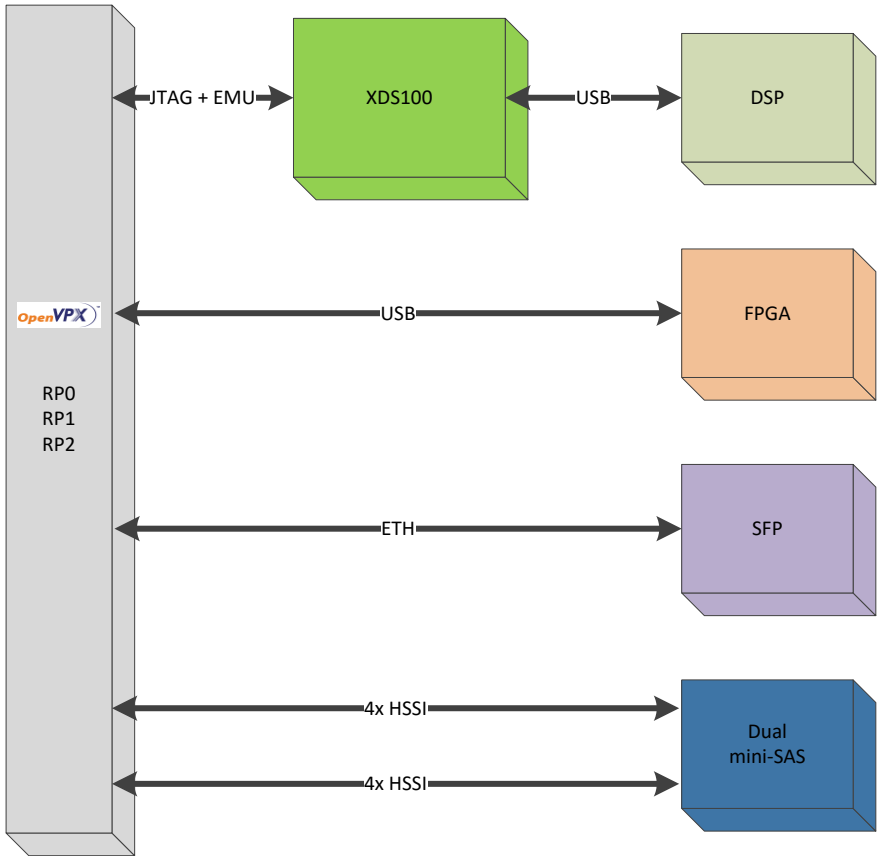 JTAG + EMU
XDS100
USB
DSP
OpenVPX
USB
FPGA
RP0
RP1
RP2
ETH
SFP
4x HSSI
Dual
mini-SAS
4x HSSI